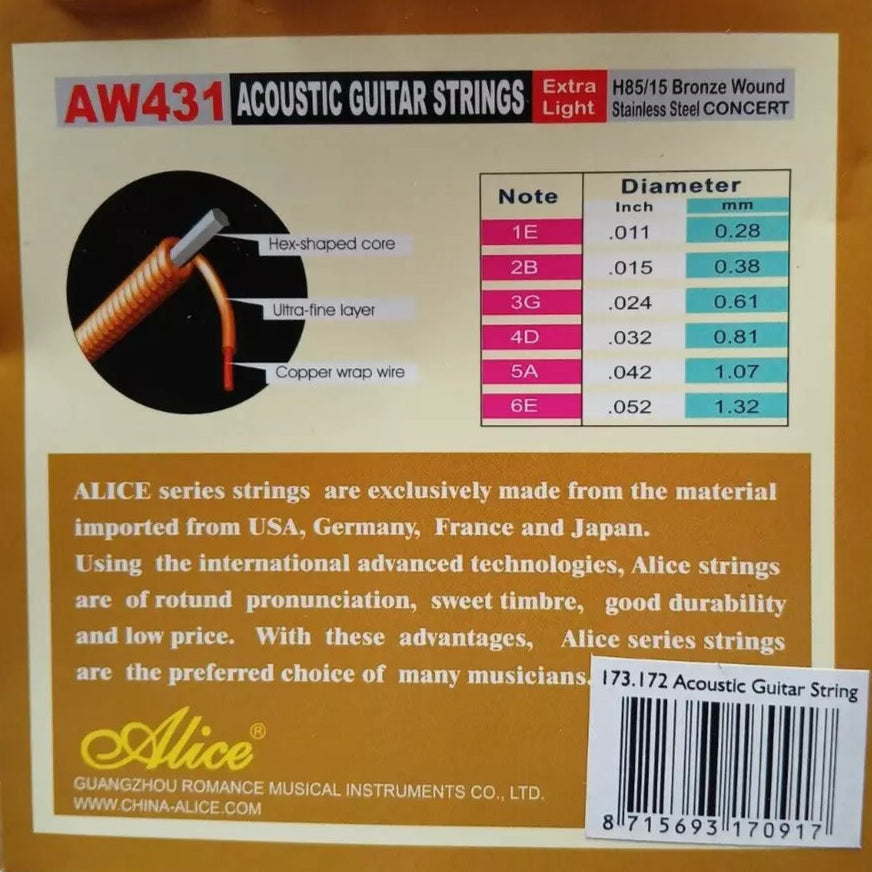 AW431 ACOUSTIC GUITAR STRINGS Extra Light H85/15 Bronze Wound Stainless Steel CONCERT
Hex-shaped core
Ultra-fine layer
Copper wrap wire
Note Diameter
Inch mm
1E .011 0.28
2B .015 0.38
3G .024 0.61
4D .032 0.81
5A .042 1.07
6E .052 1.32
ALICE series strings are exclusively made from the material
imported from USA, Germany, France and Japan.
Using the international advanced technologies, Alice strings
are of rotund pronunciation, sweet timbre, good durability
and low price. With these advantages, Alice series strings
are the preferred choice of many musicians.
Alice®
GUANGZHOU ROMANCE MUSICAL INSTRUMENTS CO., LTD.
WWW.CHINA-ALICE.COM
173.172 Acoustic Guitar String
8 715693 170917